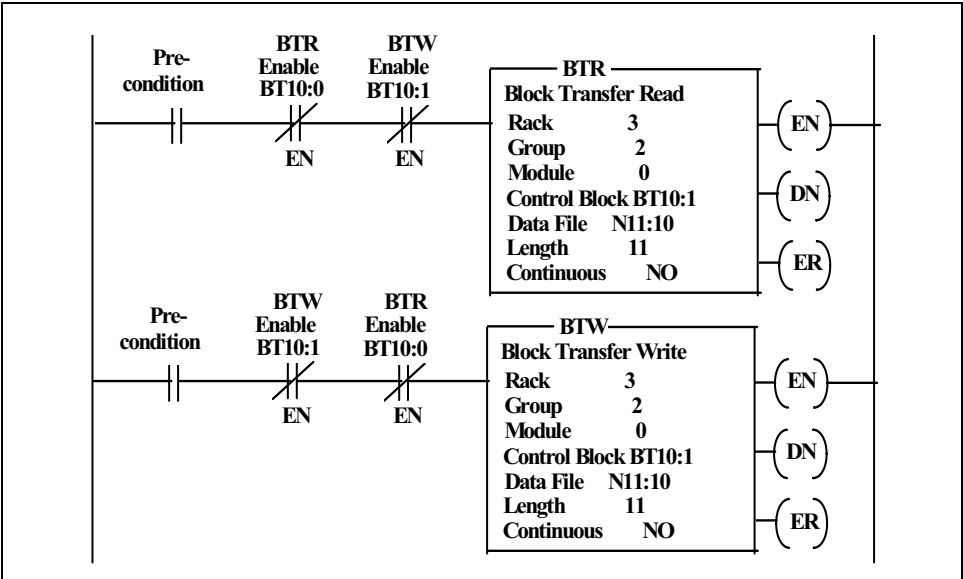 Pre-
condition
BTR
Enable
BT10:0
EN
BTW
Enable
BT10:1
EN
BTR
Block Transfer Read
Rack 3
Group 2
Module 0
Control Block BT10:1
Data File N11:10
Length 11
Continuous NO
EN
DN
ER
Pre-
condition
BTW
Enable
BT10:1
EN
BTR
Enable
BT10:0
EN
BTW
Block Transfer Write
Rack 3
Group 2
Module 0
Control Block BT10:1
Data File N11:10
Length 11
Continuous NO
EN
DN
ER